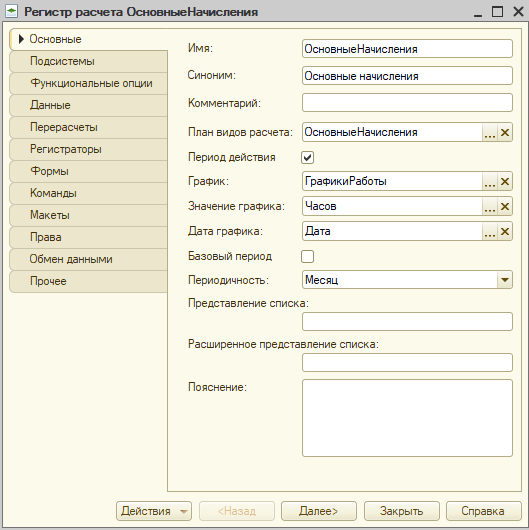 Регистр расчета ОсновныеНачисления
Основные
Подсистемы
Функциональные опции
Данные
Перерасчеты
Регистраторы
Формы
Команды
Макеты
Права
Обмен данными
Прочее
Имя: ОсновныеНачисления
Синоним: Основные начисления
Комментарий:
План видов расчета: ОсновныеНачисления ...
Период действия
График: ГрафикиРаботы ...
Значение графика: Часов ...
Дата графика: Дата ...
Базовый период
Периодичность: Месяц
Представление списка:
Расширенное представление списка:
Пояснение:
Действия <Назад Далее> Закрыть Справка